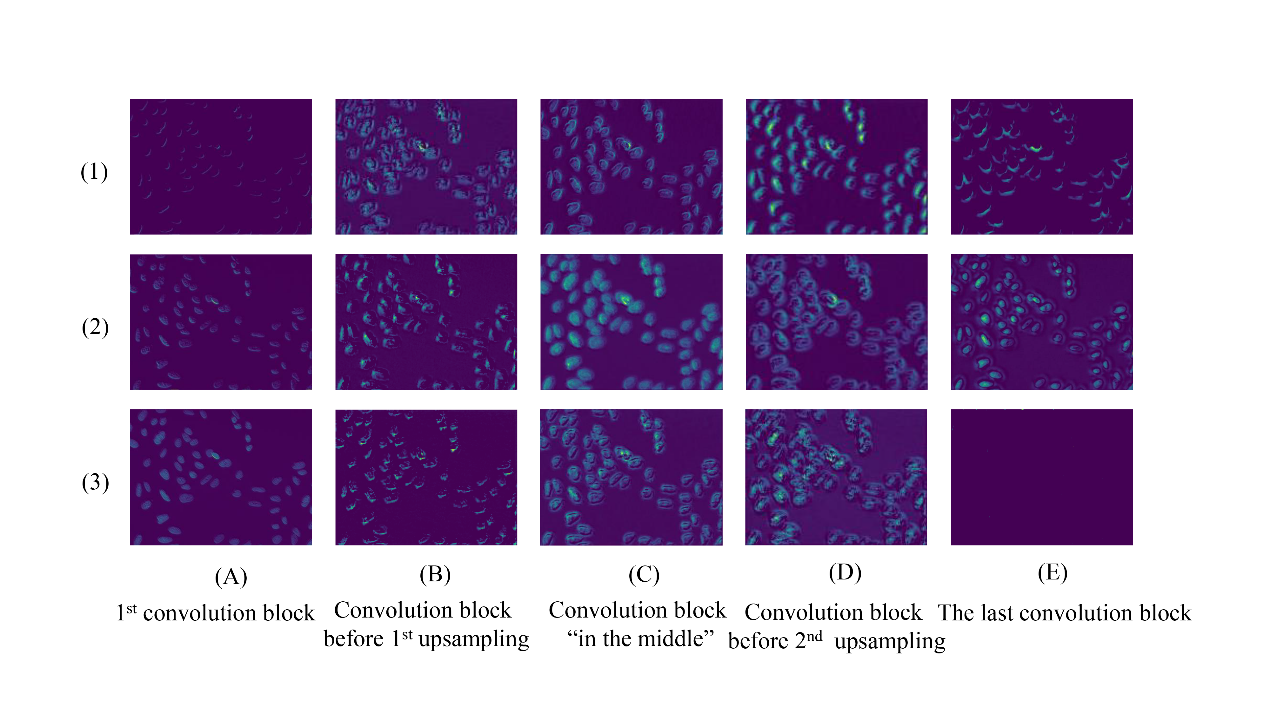 (1)
(2)
(3)
(A)
(B)
(C)
(D)
(E)
1st convolution block
Convolution block
before 1st upsampling
Convolution block
“in the middle”
Convolution block
before 2nd upsampling
The last convolution block